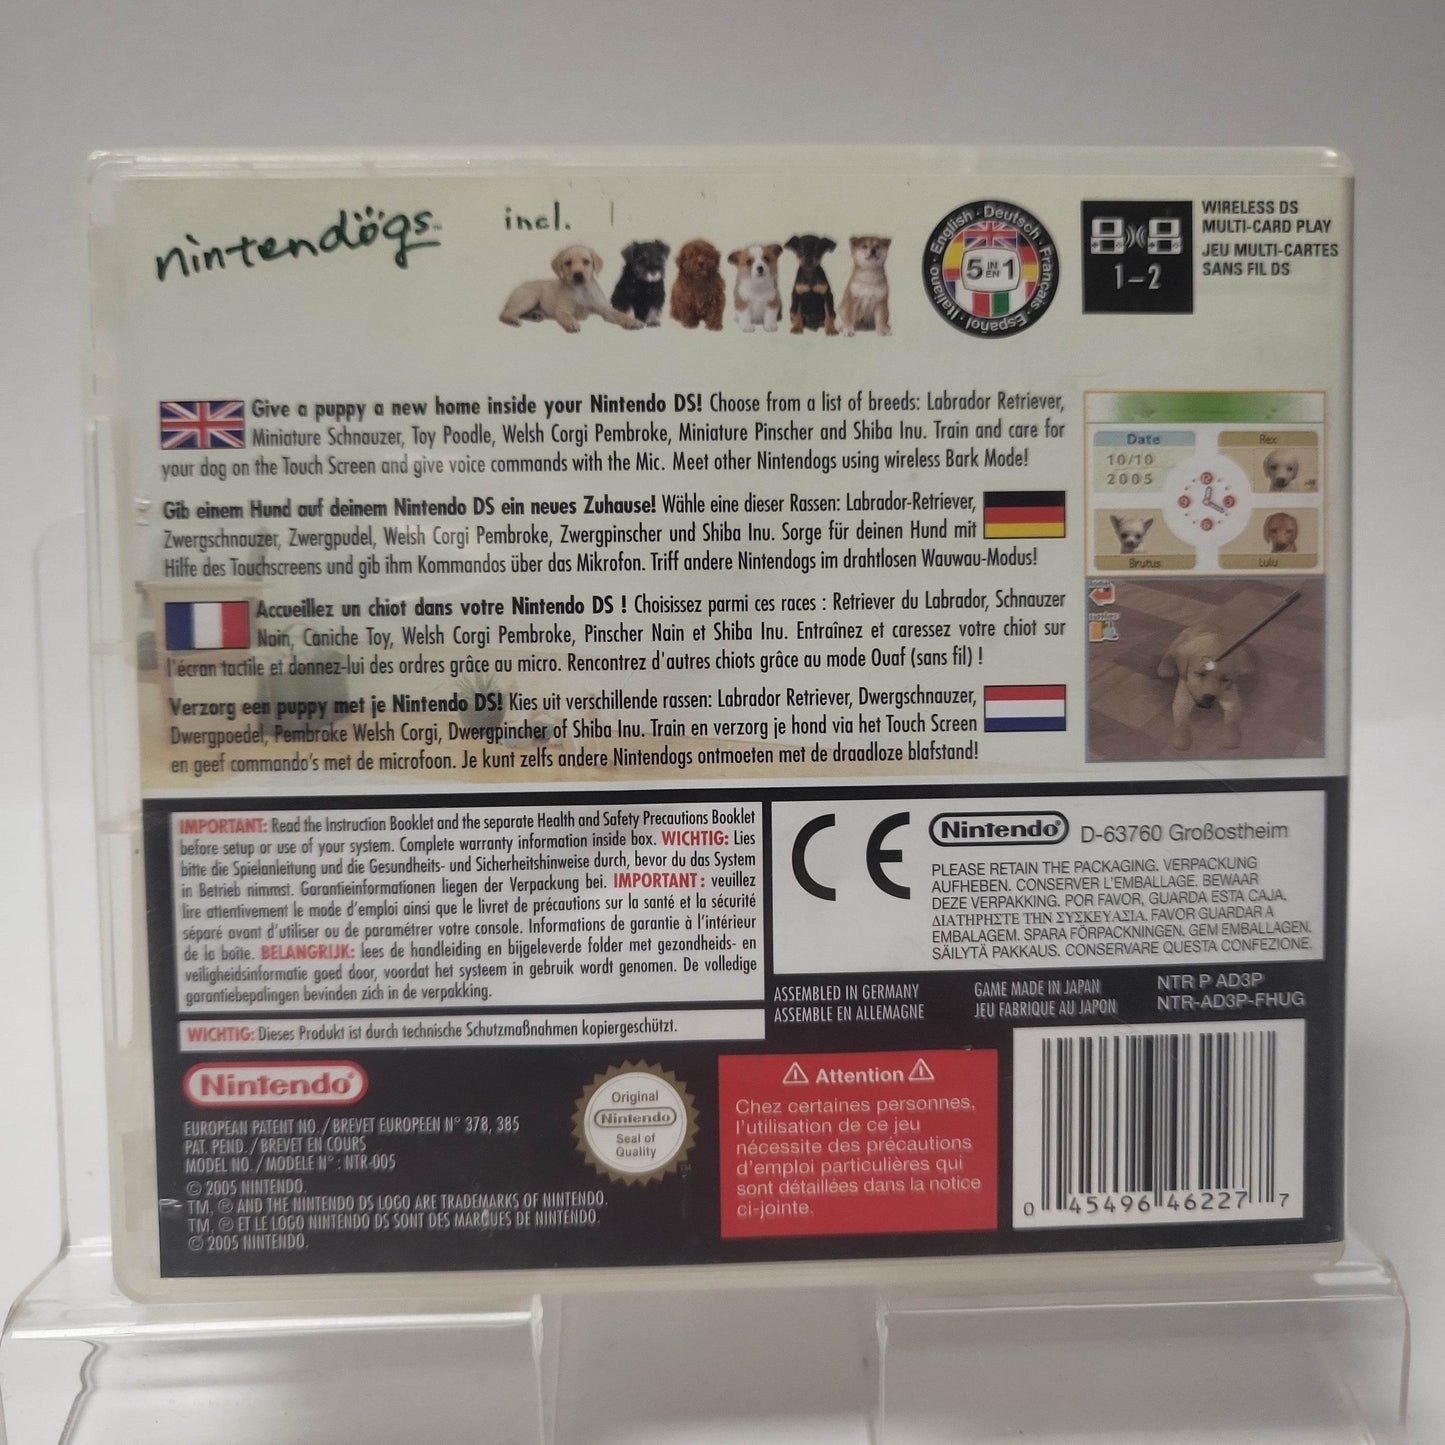 nintendogs™
incl.
English · Deutsch · Français · Español · Italiano
5 IN EN 1
1–2
WIRELESS DS
MULTI-CARD PLAY
JEU MULTI-CARTES
SANS FIL DS
Give a puppy a new home inside your Nintendo DS! Choose from a list of breeds: Labrador Retriever,
Miniature Schnauzer, Toy Poodle, Welsh Corgi Pembroke, Miniature Pinscher and Shiba Inu. Train and care for
your dog on the Touch Screen and give voice commands with the Mic. Meet other Nintendogs using wireless Bark Mode!
Gib einem Hund auf deinem Nintendo DS ein neues Zuhause! Wähle eine dieser Rassen: Labrador-Retriever,
Zwergschnauzer, Zwergpudel, Welsh Corgi Pembroke, Zwergpinscher und Shiba Inu. Sorge für deinen Hund mit
Hilfe des Touchscreens und gib ihm Kommandos über das Mikrofon. Triff andere Nintendogs im drahtlosen Wauwau-Modus!
Accueillez un chiot dans votre Nintendo DS ! Choisissez parmi ces races : Retriever du Labrador, Schnauzer
Nain, Caniche Toy, Welsh Corgi Pembroke, Pinscher Nain et Shiba Inu. Entraînez et caressez votre chiot sur
l'écran tactile et donnez-lui des ordres grâce au micro. Rencontrez d'autres chiots grâce au mode Ouaf (sans fil) !
Verzorg een puppy met je Nintendo DS! Kies uit verschillende rassen: Labrador Retriever, Dwergschnauzer,
Dwergpoedel, Pembroke Welsh Corgi, Dwergpincher of Shiba Inu. Train en verzorg je hond via het Touch Screen
en geef commando's met de microfoon. Je kunt zelfs andere Nintendogs ontmoeten met de draadloze blafstand!
Date
10/10
2005
Rex
Brutus
Lulu
IMPORTANT: Read the Instruction Booklet and the separate Health and Safety Precautions Booklet
before setup or use of your system. Complete warranty information inside box. WICHTIG: Lies
bitte die Spielanleitung und die Gesundheits- und Sicherheitshinweise durch, bevor du das System
in Betrieb nimmst. Garantieinformationen liegen der Verpackung bei. IMPORTANT : veuillez
lire attentivement le mode d'emploi ainsi que le livret de précautions sur la santé et la sécurité
séparé avant d'utiliser ou de paramétrer votre console. Informations de garantie à l'intérieur
de la boîte. BELANGRIJK: lees de handleiding en bijgeleverde folder met gezondheids- en
veiligheidsinformatie goed door, voordat het systeem in gebruik wordt genomen. De volledige
garantiebepalingen bevinden zich in de verpakking.
WICHTIG: Dieses Produkt ist durch technische Schutzmaßnahmen kopiergeschützt.
CE
Nintendo® D-63760 Großostheim
PLEASE RETAIN THE PACKAGING. VERPACKUNG
AUFHEBEN. CONSERVER L'EMBALLAGE. BEWAAR
DEZE VERPAKKING. POR FAVOR, GUARDA ESTA CAJA.
ΔΙΑΤΗΡΗΣΤΕ ΤΗΝ ΣΥΣΚΕΥΑΣΙΑ. FAVOR GUARDAR A
EMBALAGEM. SPARA FÖRPACKNINGEN. GEM EMBALLAGEN.
SÄILYTÄ PAKKAUS. CONSERVARE QUESTA CONFEZIONE.
ASSEMBLED IN GERMANY
ASSEMBLE EN ALLEMAGNE
GAME MADE IN JAPAN
JEU FABRIQUE AU JAPON
NTR P AD3P
NTR-AD3P-FHUG
Nintendo®
EUROPEAN PATENT NO. / BREVET EUROPEEN N° 378, 385
PAT. PEND. / BREVET EN COURS
MODEL NO. / MODELE N° : NTR-005
© 2005 NINTENDO.
TM, ® AND THE NINTENDO DS LOGO ARE TRADEMARKS OF NINTENDO.
TM, ® ET LE LOGO NINTENDO DS SONT DES MARQUES DE NINTENDO.
© 2005 NINTENDO.
Original
Nintendo
Seal of
Quality
TM
Attention
Chez certaines personnes,
l'utilisation de ce jeu
nécessite des précautions
d'emploi particulières qui
sont détaillées dans la notice
ci-jointe.
0 45496 46227 7